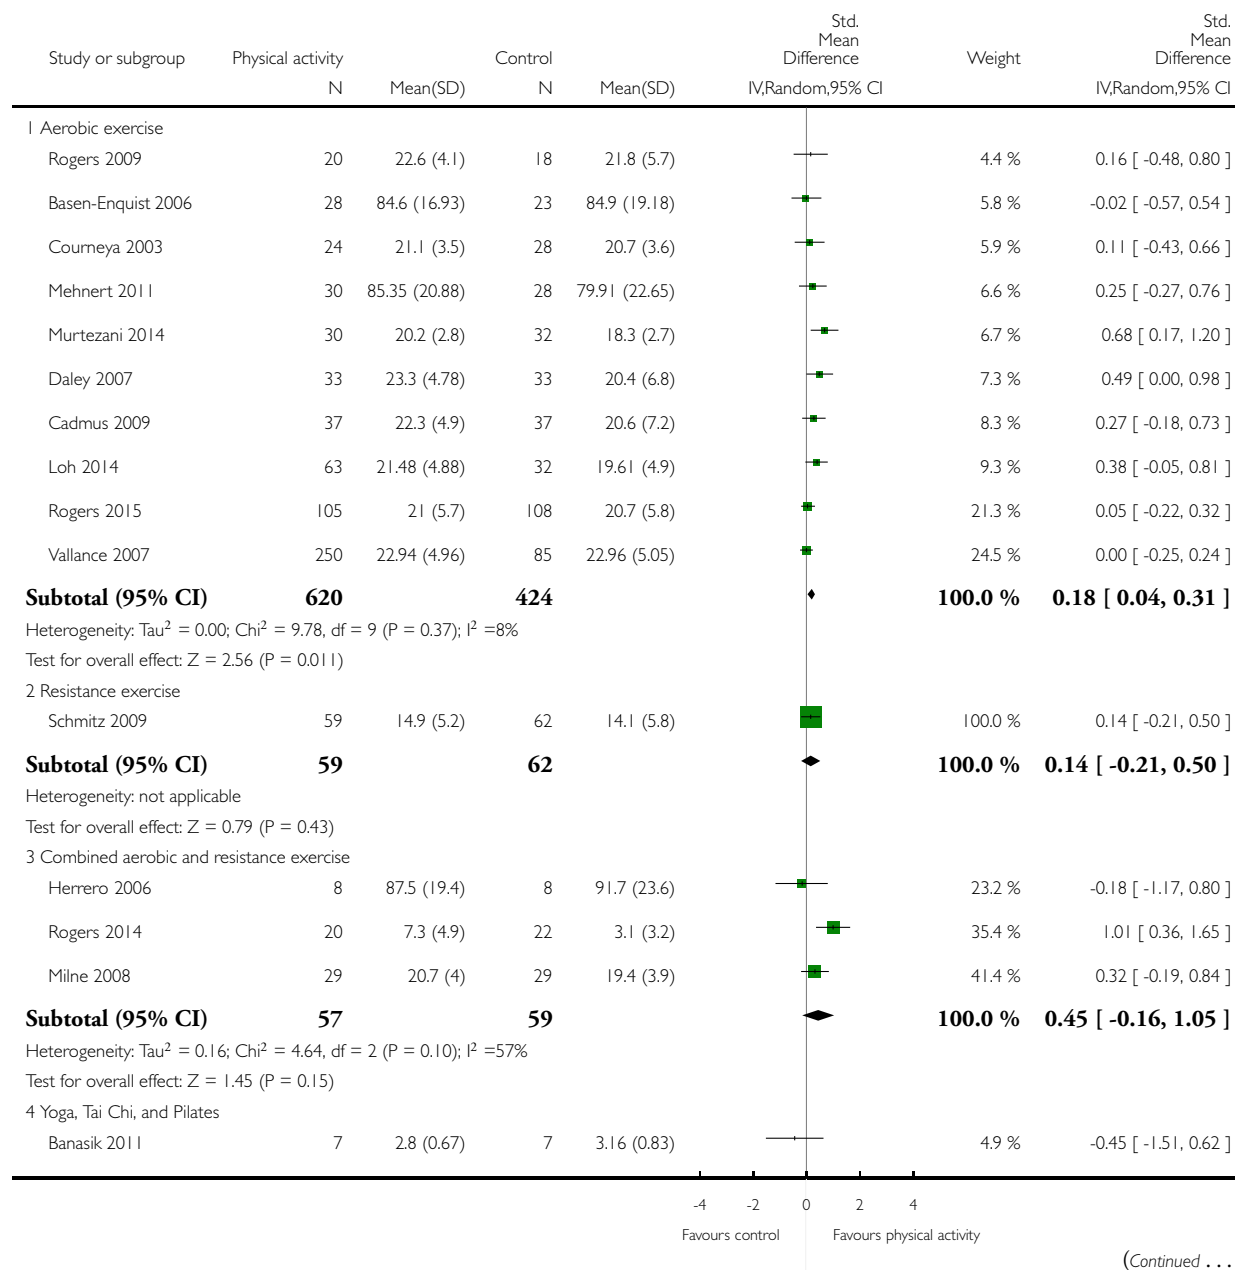 Std.
Mean
Difference
Std.
Mean
Difference
Study or subgroup Physical activity Control Weight
N Mean(SD) N Mean(SD) IV,Random,95% CI IV,Random,95% CI
1 Aerobic exercise
Rogers 2009 20 22.6 (4.1) 18 21.8 (5.7) 4.4 % 0.16 [ -0.48, 0.80 ]
Basen-Enquist 2006 28 84.6 (16.93) 23 84.9 (19.18) 5.8 % -0.02 [ -0.57, 0.54 ]
Courneya 2003 24 21.1 (3.5) 28 20.7 (3.6) 5.9 % 0.11 [ -0.43, 0.66 ]
Mehnert 2011 30 85.35 (20.88) 28 79.91 (22.65) 6.6 % 0.25 [ -0.27, 0.76 ]
Murtezani 2014 30 20.2 (2.8) 32 18.3 (2.7) 6.7 % 0.68 [ 0.17, 1.20 ]
Daley 2007 33 23.3 (4.78) 33 20.4 (6.8) 7.3 % 0.49 [ 0.00, 0.98 ]
Cadmus 2009 37 22.3 (4.9) 37 20.6 (7.2) 8.3 % 0.27 [ -0.18, 0.73 ]
Loh 2014 63 21.48 (4.88) 32 19.61 (4.9) 9.3 % 0.38 [ -0.05, 0.81 ]
Rogers 2015 105 21 (5.7) 108 20.7 (5.8) 21.3 % 0.05 [ -0.22, 0.32 ]
Vallance 2007 250 22.94 (4.96) 85 22.96 (5.05) 24.5 % 0.00 [ -0.25, 0.24 ]
Subtotal (95% CI) 620 424 100.0 % 0.18 [ 0.04, 0.31 ]
Heterogeneity: Tau² = 0.00; Chi² = 9.78, df = 9 (P = 0.37); I² =8%
Test for overall effect: Z = 2.56 (P = 0.011)
2 Resistance exercise
Schmitz 2009 59 14.9 (5.2) 62 14.1 (5.8) 100.0 % 0.14 [ -0.21, 0.50 ]
Subtotal (95% CI) 59 62 100.0 % 0.14 [ -0.21, 0.50 ]
Heterogeneity: not applicable
Test for overall effect: Z = 0.79 (P = 0.43)
3 Combined aerobic and resistance exercise
Herrero 2006 8 87.5 (19.4) 8 91.7 (23.6) 23.2 % -0.18 [ -1.17, 0.80 ]
Rogers 2014 20 7.3 (4.9) 22 3.1 (3.2) 35.4 % 1.01 [ 0.36, 1.65 ]
Milne 2008 29 20.7 (4) 29 19.4 (3.9) 41.4 % 0.32 [ -0.19, 0.84 ]
Subtotal (95% CI) 57 59 100.0 % 0.45 [ -0.16, 1.05 ]
Heterogeneity: Tau² = 0.16; Chi² = 4.64, df = 2 (P = 0.10); I² =57%
Test for overall effect: Z = 1.45 (P = 0.15)
4 Yoga, Tai Chi, and Pilates
Banasik 2011 7 2.8 (0.67) 7 3.16 (0.83) 4.9 % -0.45 [ -1.51, 0.62 ]
-4 -2 0 2 4
Favours control Favours physical activity
(Continued . . .